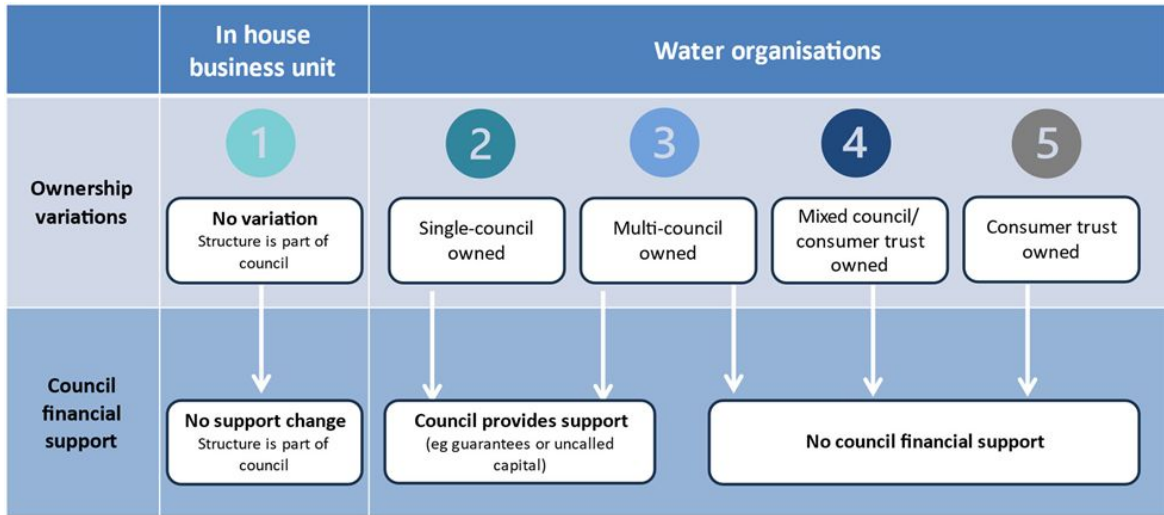 In house
business unit
Water organisations
Ownership
variations
1
2
3
4
5
No variation
Structure is part of
council
Single-council
owned
Multi-council
owned
Mixed council/
consumer trust
owned
Consumer trust
owned
Council
financial
support
No support change
Structure is part of
council
Council provides support
(eg guarantees or uncalled
capital)
No council financial support